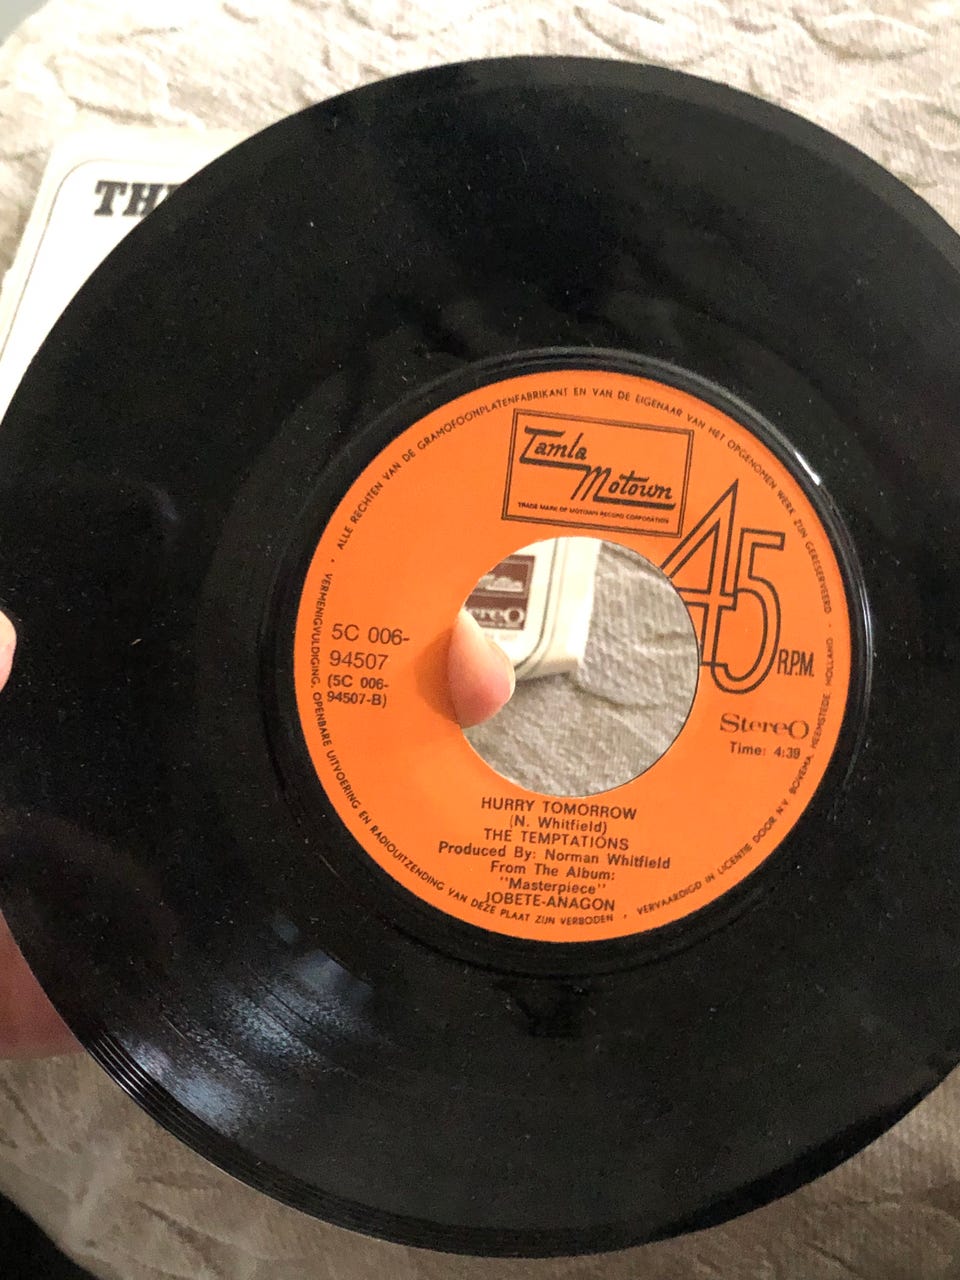 TH
ALLE RECHTEN VAN DE GRAMOFOONPLATENFABRIKANT EN VAN DE EIGENAAR VAN HET OPGENOMEN WERK ZIJN GERESERVEERD ·
Tamla
Motown
TRADE MARK OF MOTOWN RECORD CORPORATION
45
R.P.M.
StereO
5C 006-
94507
(5C 006-
94507-B)
StereO
Time: 4:39
HURRY TOMORROW
(N. Whitfield)
THE TEMPTATIONS
Produced By: Norman Whitfield
From The Album:
"Masterpiece"
JOBETE-ANAGON
· VERMENIGVULDIGING, OPENBARE UITVOERING EN RADIOUITZENDING VAN DEZE PLAAT ZIJN VERBODEN · VERVAARDIGD IN LICENTIE DOOR N.V. BOVEMA, HEEMSTEDE HOLLAND ·